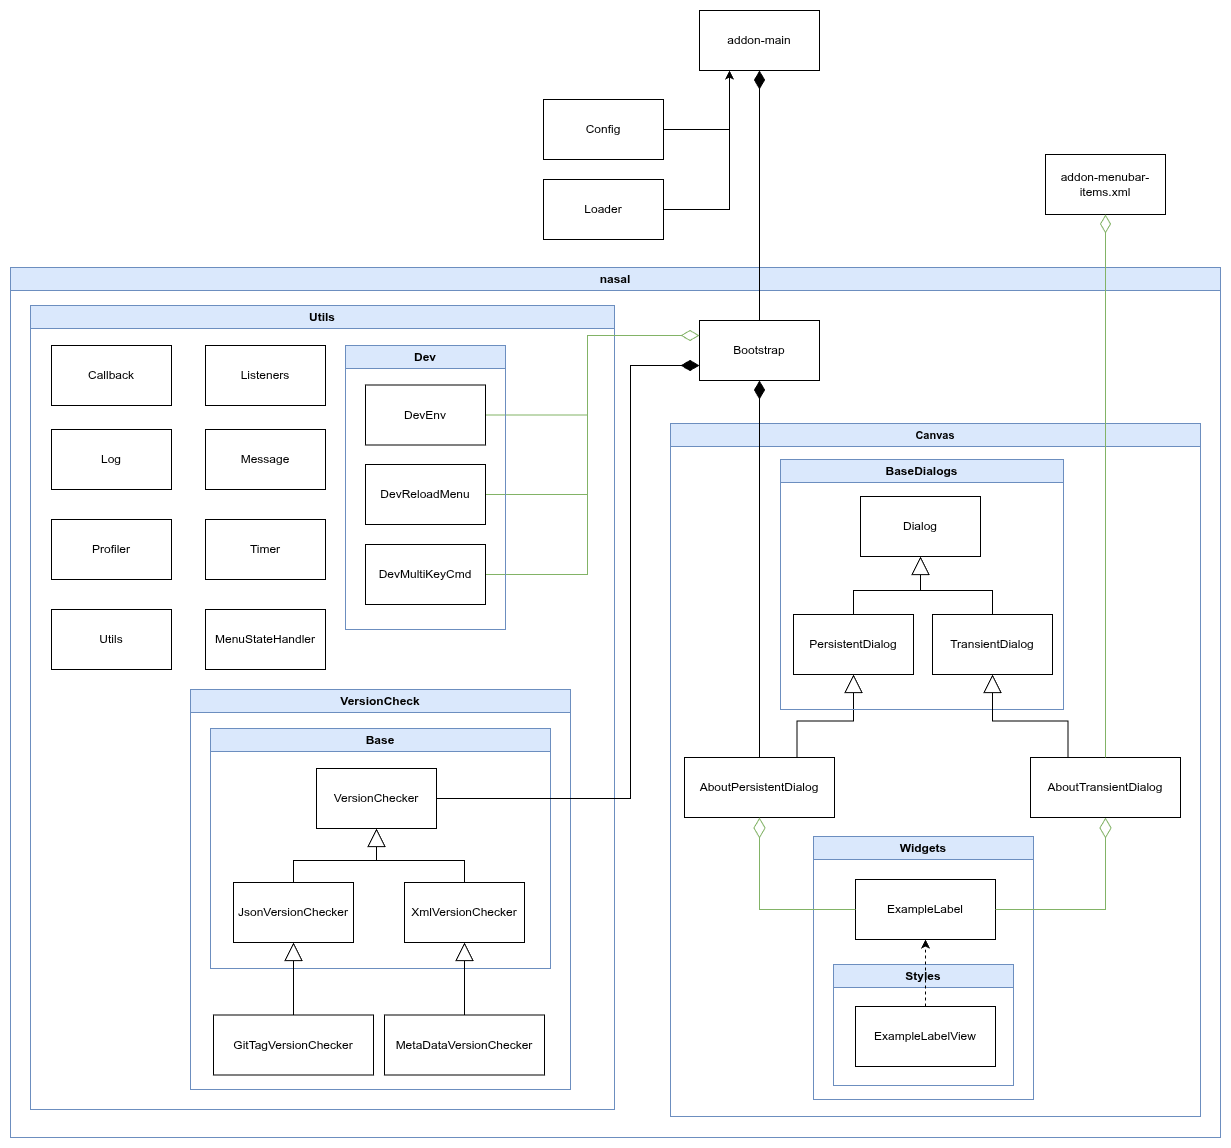 addon-main
Config
Loader
addon-menubar-
items.xml
nasal
Utils
Callback
Listeners
Log
Message
Profiler
Timer
Utils
MenuStateHandler
Dev
DevEnv
DevReloadMenu
DevMultiKeyCmd
Bootstrap
VersionCheck
Base
VersionChecker
JsonVersionChecker
XmlVersionChecker
GitTagVersionChecker
MetaDataVersionChecker
Canvas
BaseDialogs
Dialog
PersistentDialog
TransientDialog
AboutPersistentDialog
AboutTransientDialog
Widgets
ExampleLabel
Styles
ExampleLabelView